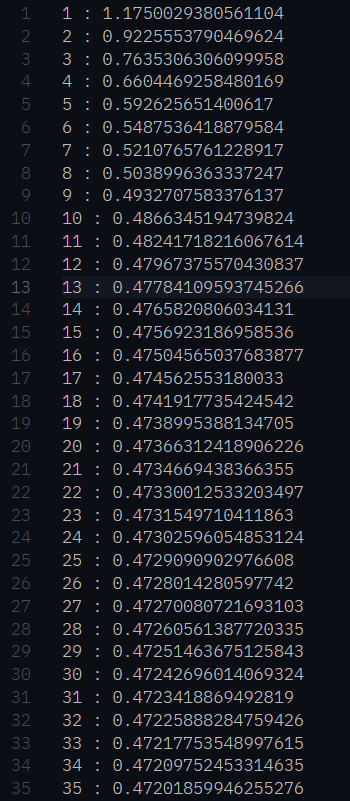 1 1 : 1.1750029380561104
2 2 : 0.9225553790469624
3 3 : 0.7635306306099958
4 4 : 0.6604469258480169
5 5 : 0.592625651400617
6 6 : 0.5487536418879584
7 7 : 0.5210765761228917
8 8 : 0.5038996363337247
9 9 : 0.4932707583376137
10 10 : 0.4866345194739824
11 11 : 0.48241718216067614
12 12 : 0.47967375570430837
13 13 : 0.47784109593745266
14 14 : 0.4765820806034131
15 15 : 0.4756923186958536
16 16 : 0.47504565037683877
17 17 : 0.474562553180033
18 18 : 0.4741917735424542
19 19 : 0.4738995388134705
20 20 : 0.47366312418906226
21 21 : 0.4734669438366355
22 22 : 0.47330012533203497
23 23 : 0.4731549710411863
24 24 : 0.47302596054853124
25 25 : 0.4729090902976608
26 26 : 0.4728014280597742
27 27 : 0.47270080721693103
28 28 : 0.47260561387720335
29 29 : 0.47251463675125843
30 30 : 0.47242696014069324
31 31 : 0.4723418869492819
32 32 : 0.47225888284759426
33 33 : 0.47217753548997615
34 34 : 0.47209752453314635
35 35 : 0.47201859946255276